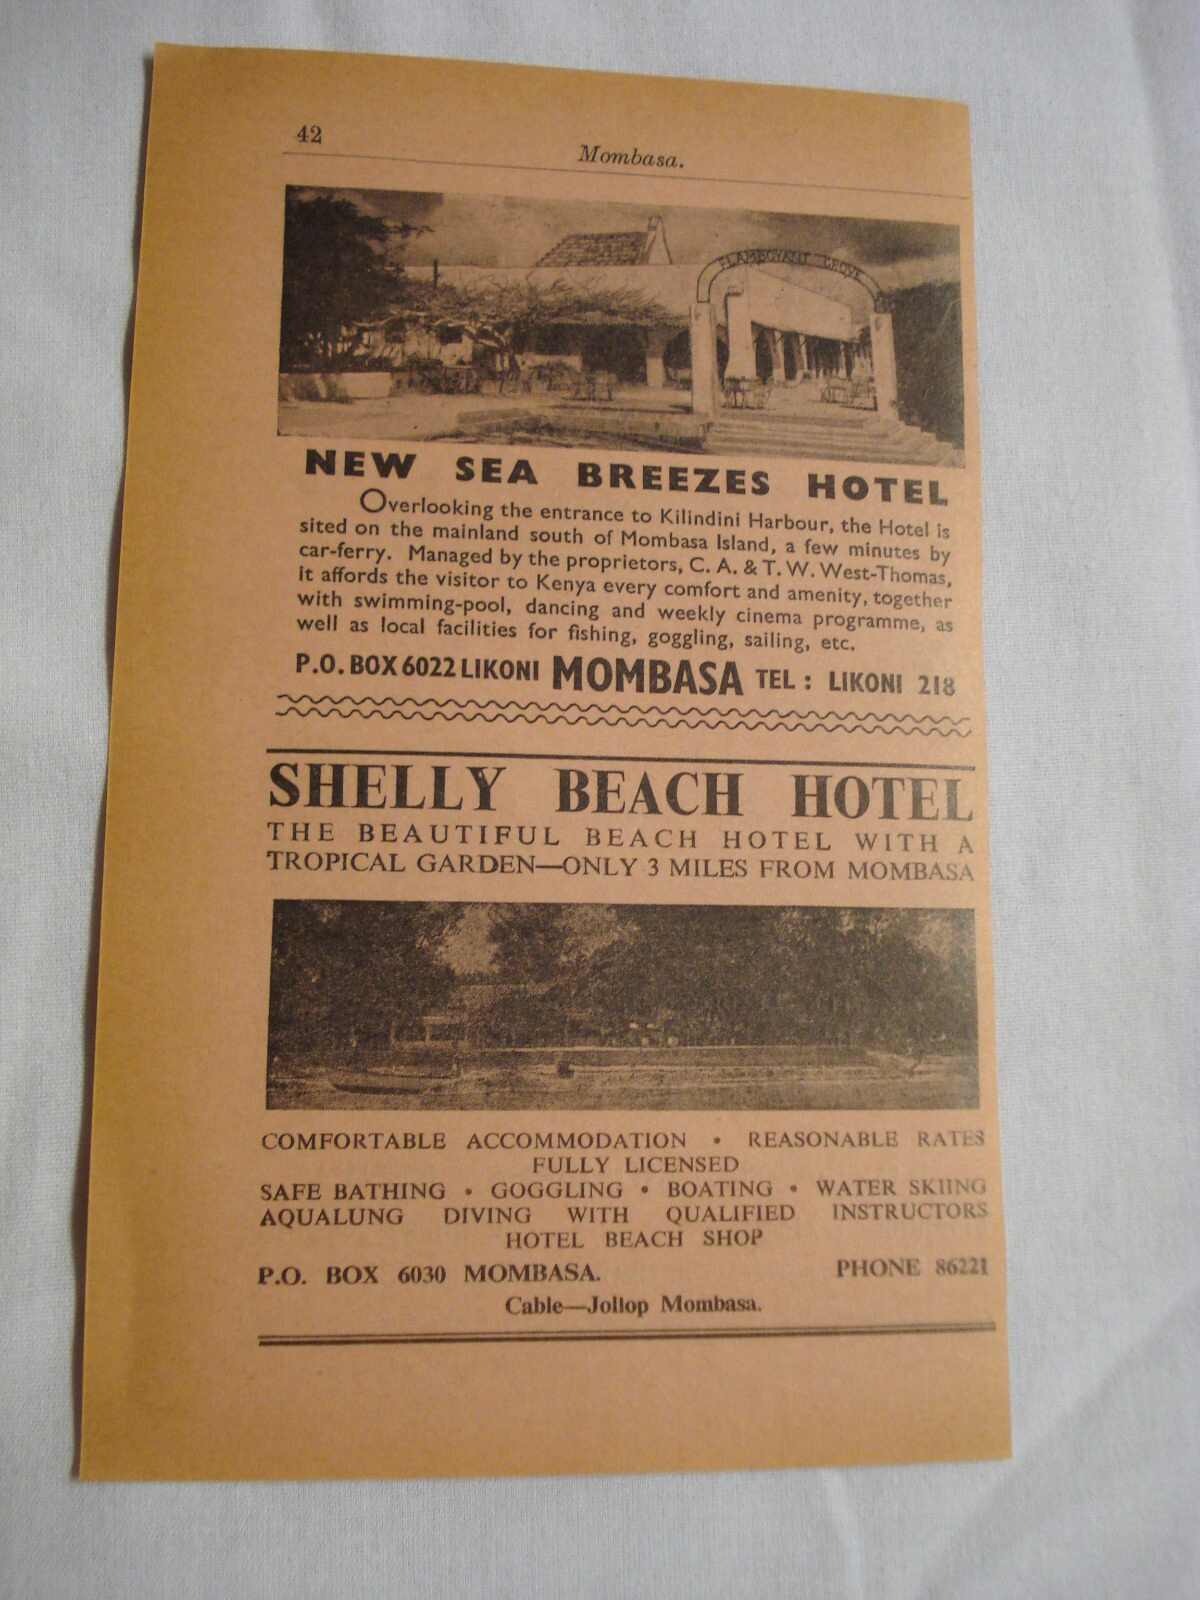 42
Mombasa.
FLAMBOYANT GROVE
NEW SEA BREEZES HOTEL
Overlooking the entrance to Kilindini Harbour, the Hotel is
sited on the mainland south of Mombasa Island, a few minutes by
car-ferry. Managed by the proprietors, C. A. & T. W. West-Thomas,
it affords the visitor to Kenya every comfort and amenity, together
with swimming-pool, dancing and weekly cinema programme, as
well as local facilities for fishing, goggling, sailing, etc.
P.O. BOX 6022 LIKONI MOMBASA TEL : LIKONI 218
SHELLY BEACH HOTEL
THE BEAUTIFUL BEACH HOTEL WITH A
TROPICAL GARDEN—ONLY 3 MILES FROM MOMBASA
COMFORTABLE ACCOMMODATION • REASONABLE RATES
FULLY LICENSED
SAFE BATHING • GOGGLING • BOATING • WATER SKIING
AQUALUNG DIVING WITH QUALIFIED INSTRUCTORS
HOTEL BEACH SHOP
P.O. BOX 6030 MOMBASA. PHONE 86221
Cable—Jollop Mombasa.